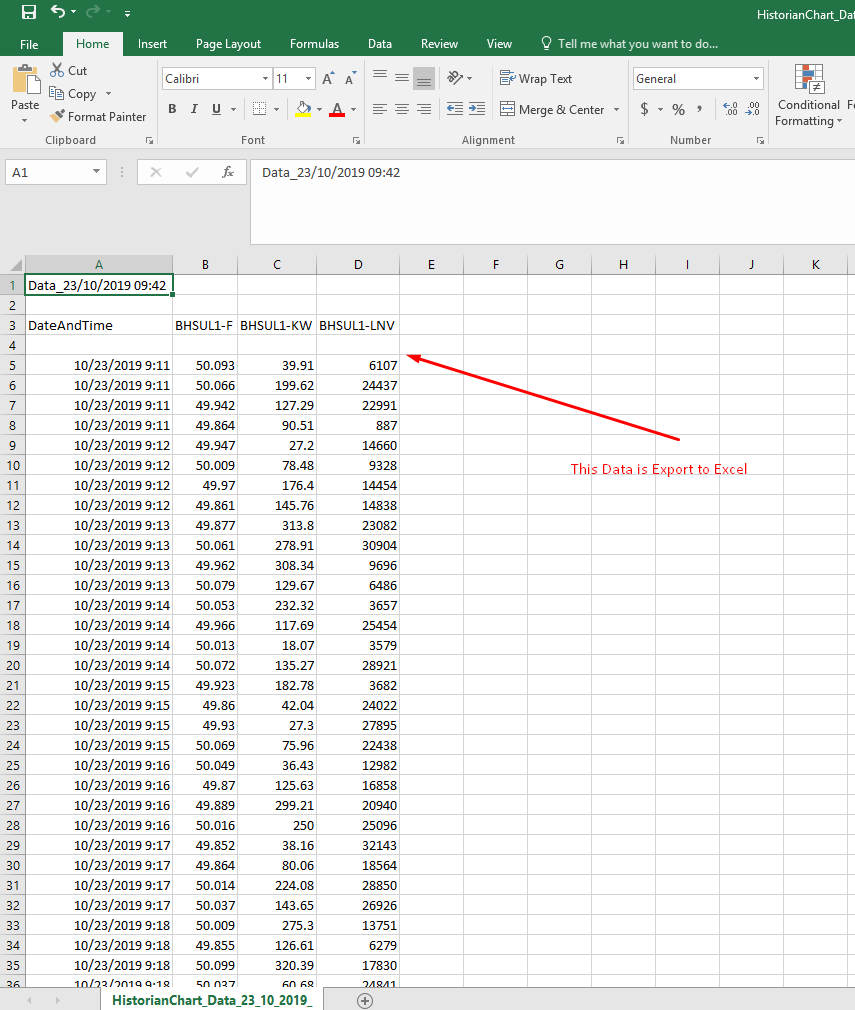 HistorianChart_Dat
File Home Insert Page Layout Formulas Data Review View Tell me what you want to do...
Cut
Copy
Format Painter
Paste
Clipboard
Calibri 11 A A
B I U A
Font
Wrap Text
Merge & Center
Alignment
General
$ % ,
Number
Conditional
Formatting
A1 fx Data_23/10/2019 09:42
A B C D E F G H I J K
1 Data_23/10/2019 09:42
2
3 DateAndTime BHSUL1-F BHSUL1-KW BHSUL1-LNV
4
5 10/23/2019 9:11 50.093 39.91 6107
6 10/23/2019 9:11 50.066 199.62 24437
7 10/23/2019 9:11 49.942 127.29 22991
8 10/23/2019 9:11 49.864 90.51 887
9 10/23/2019 9:12 49.947 27.2 14660
10 10/23/2019 9:12 50.009 78.48 9328
This Data is Export to Excel
11 10/23/2019 9:12 49.97 176.4 14454
12 10/23/2019 9:12 49.861 145.76 14838
13 10/23/2019 9:13 49.877 313.8 23082
14 10/23/2019 9:13 50.061 278.91 30904
15 10/23/2019 9:13 49.962 308.34 9696
16 10/23/2019 9:13 50.079 129.67 6486
17 10/23/2019 9:14 50.053 232.32 3657
18 10/23/2019 9:14 49.966 117.69 25454
19 10/23/2019 9:14 50.013 18.07 3579
20 10/23/2019 9:14 50.072 135.27 28921
21 10/23/2019 9:15 49.923 182.78 3682
22 10/23/2019 9:15 49.86 42.04 24022
23 10/23/2019 9:15 49.93 27.3 27895
24 10/23/2019 9:15 50.069 75.96 22438
25 10/23/2019 9:16 50.049 36.43 12982
26 10/23/2019 9:16 49.87 125.63 16858
27 10/23/2019 9:16 49.889 299.21 20940
28 10/23/2019 9:16 50.016 250 25096
29 10/23/2019 9:17 49.852 38.16 32143
30 10/23/2019 9:17 49.864 80.06 18564
31 10/23/2019 9:17 50.014 224.08 28850
32 10/23/2019 9:17 50.037 143.65 26926
33 10/23/2019 9:18 50.009 275.3 13751
34 10/23/2019 9:18 49.855 126.61 6279
35 10/23/2019 9:18 50.099 320.39 17830
36 10/23/2019 9:18 50.037 60.68 24841
HistorianChart_Data_23_10_2019_